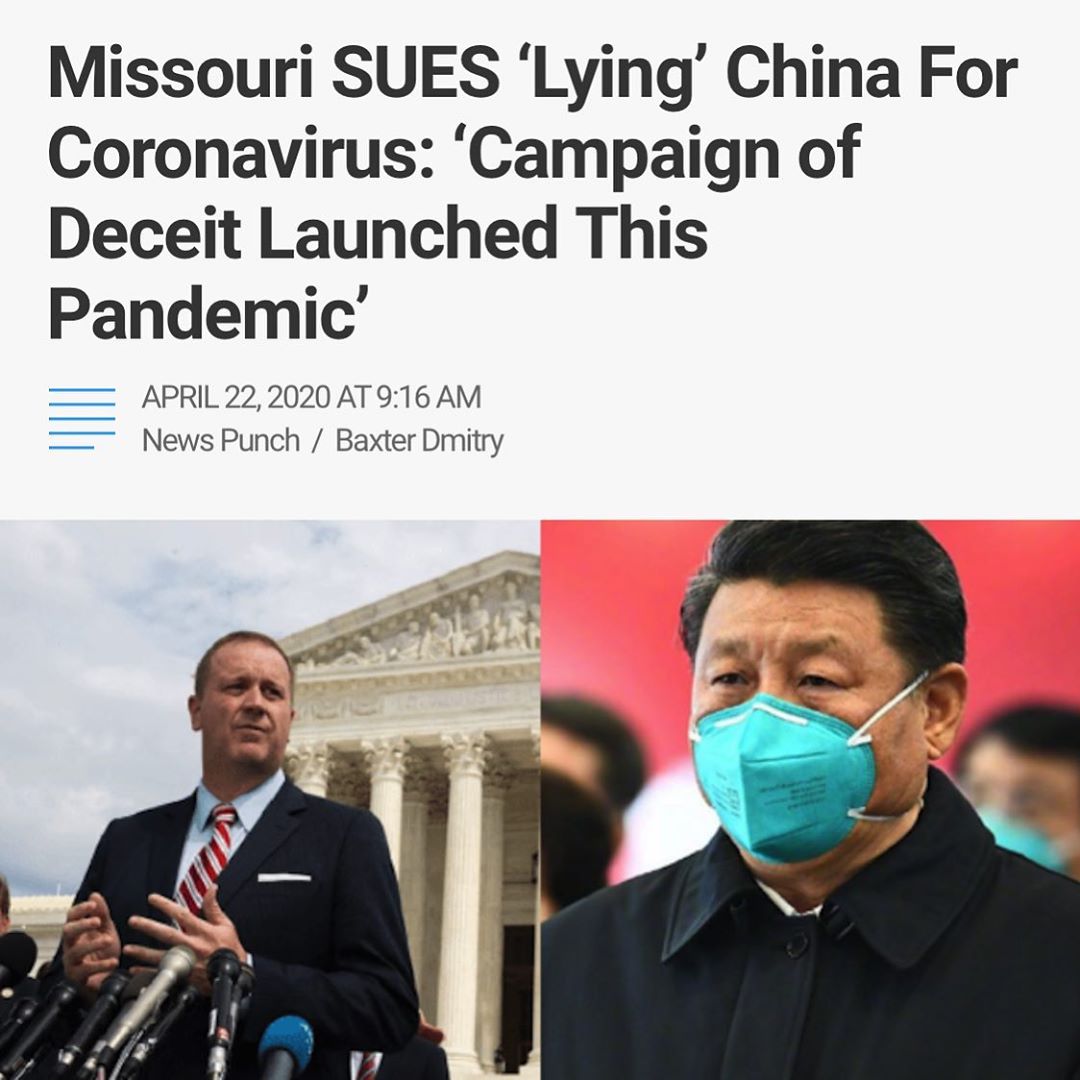 Missouri SUES ‘Lying’ China For
Coronavirus: ‘Campaign of
Deceit Launched This
Pandemic’
APRIL 22, 2020 AT 9:16 AM
News Punch / Baxter Dmitry